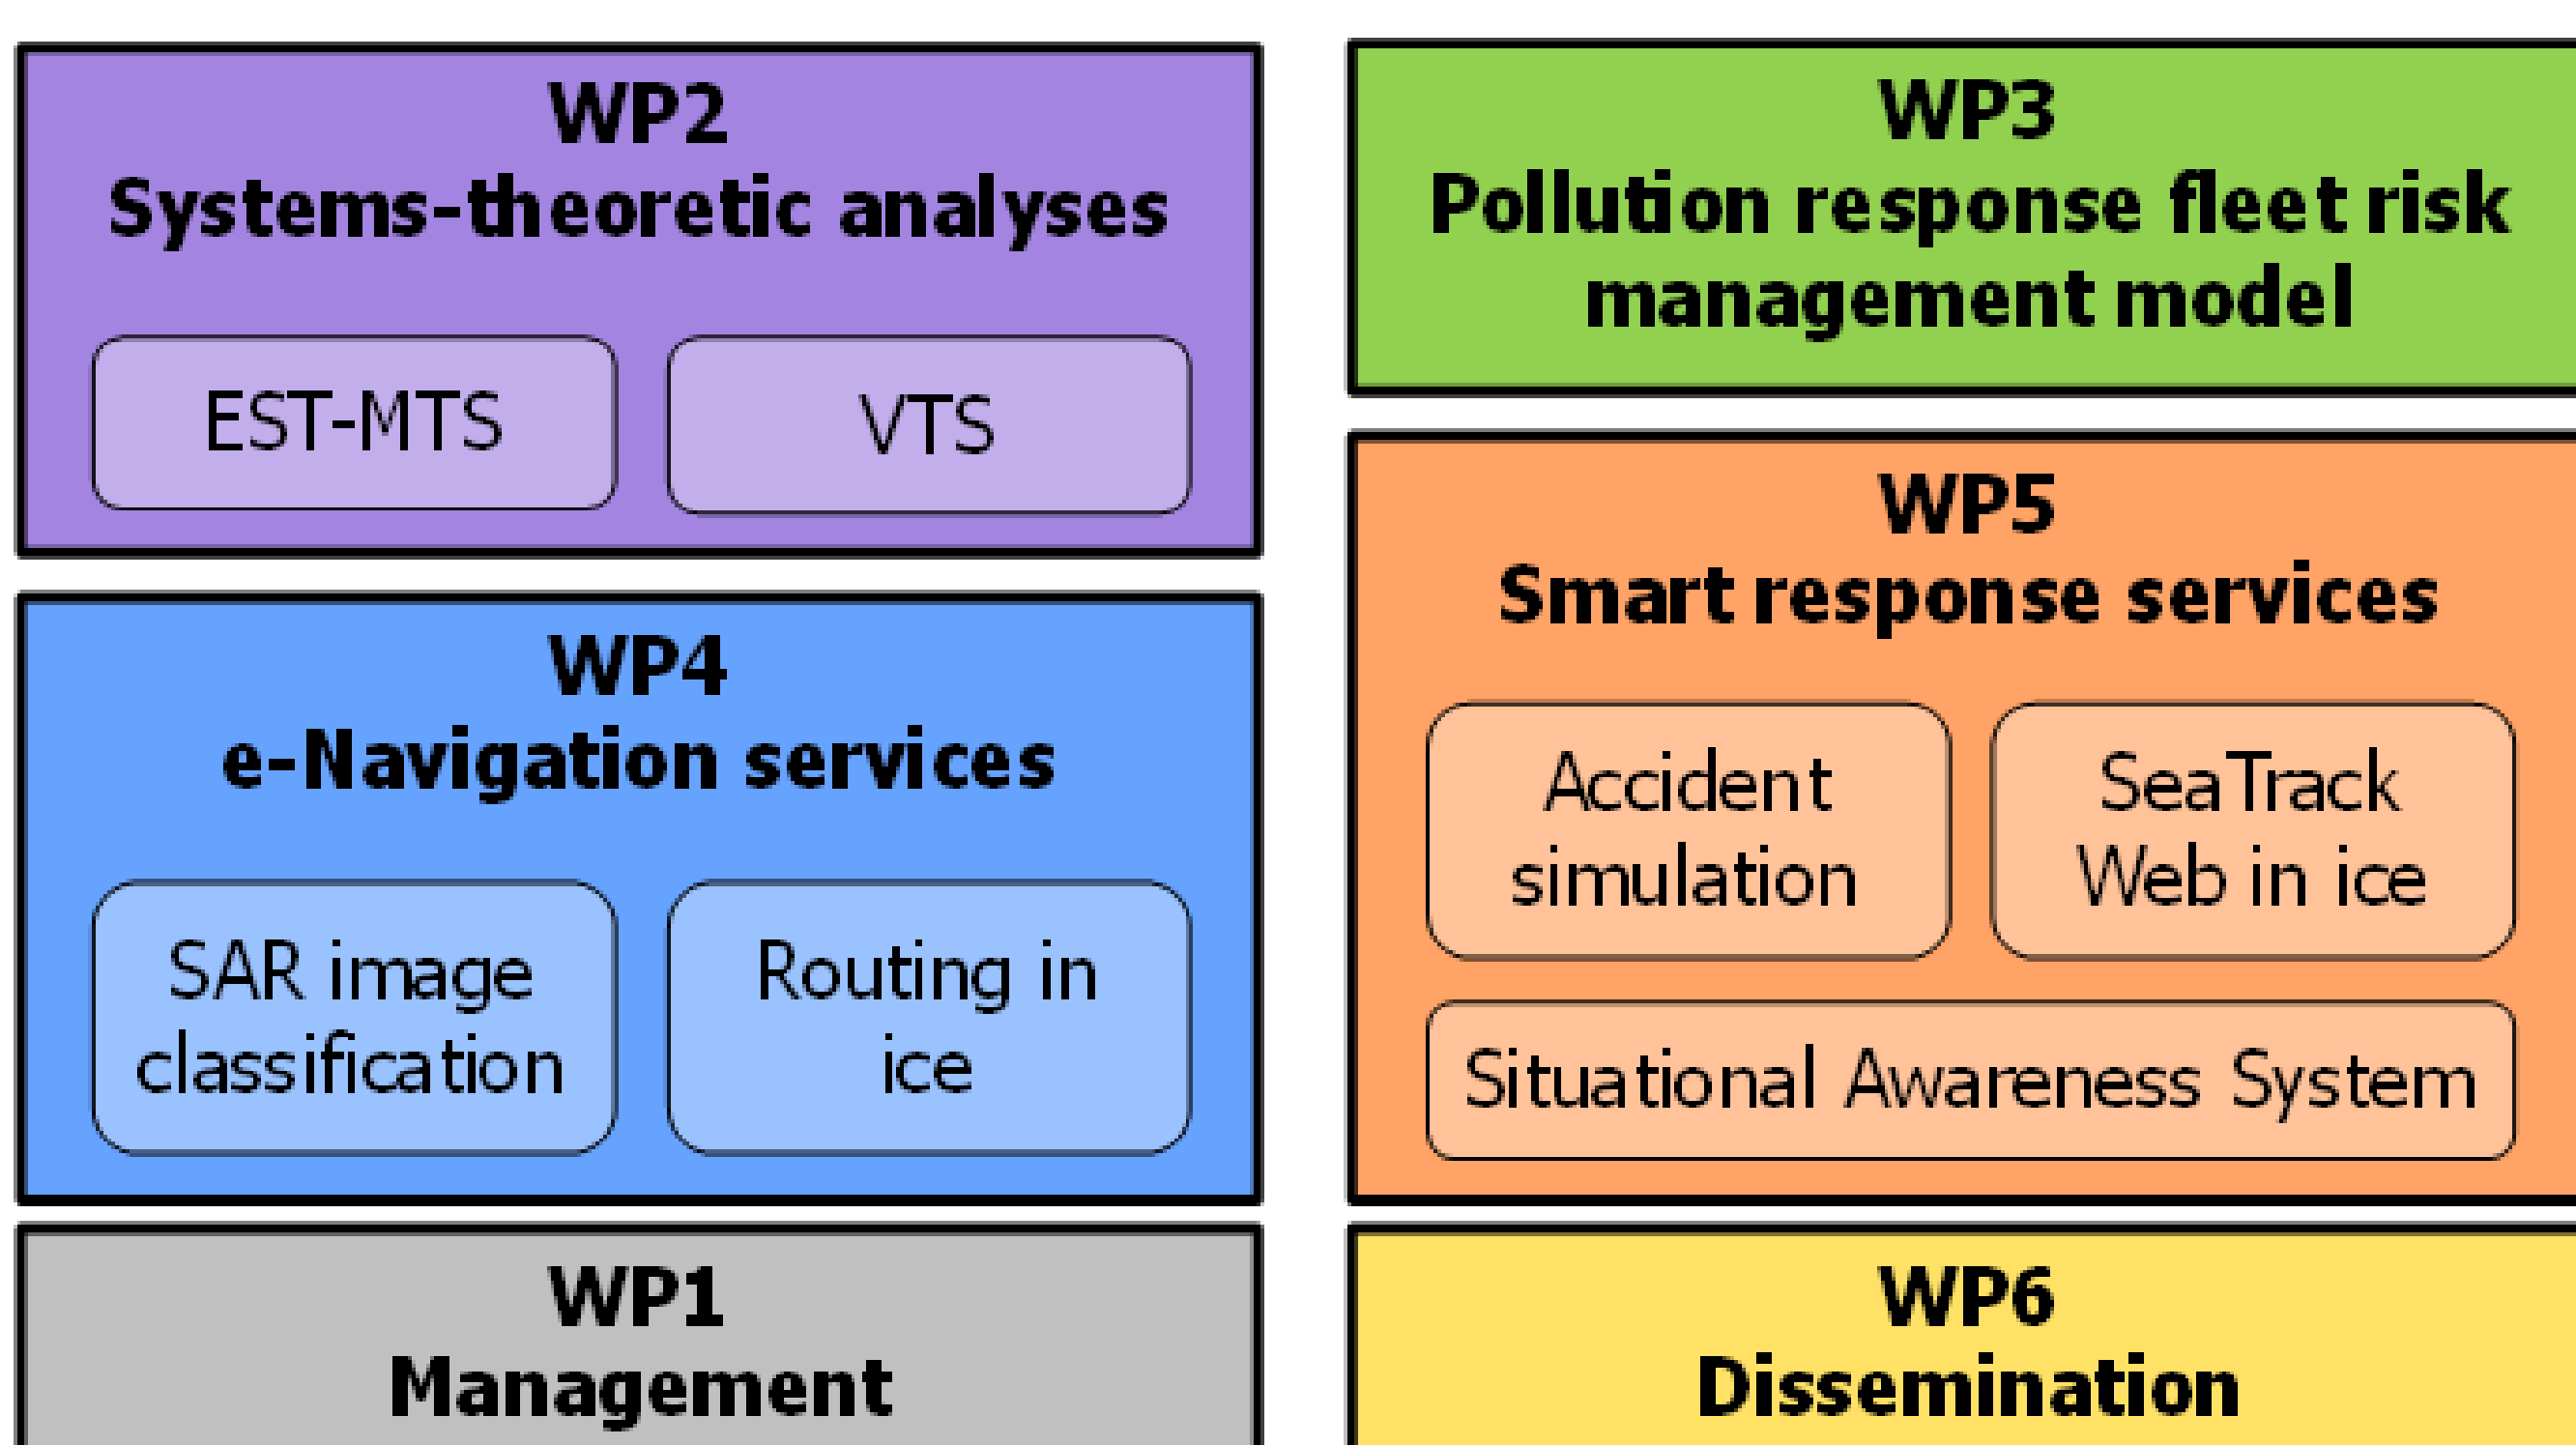 WP2
Systems-theoretic analyses
EST-MTS
VTS
WP3
Pollution response fleet risk
management model
WP4
e-Navigation services
SAR image
classification
Routing in
ice
WP5
Smart response services
Accident
simulation
SeaTrack
Web in ice
Situational Awareness System
WP1
Management
WP6
Dissemination